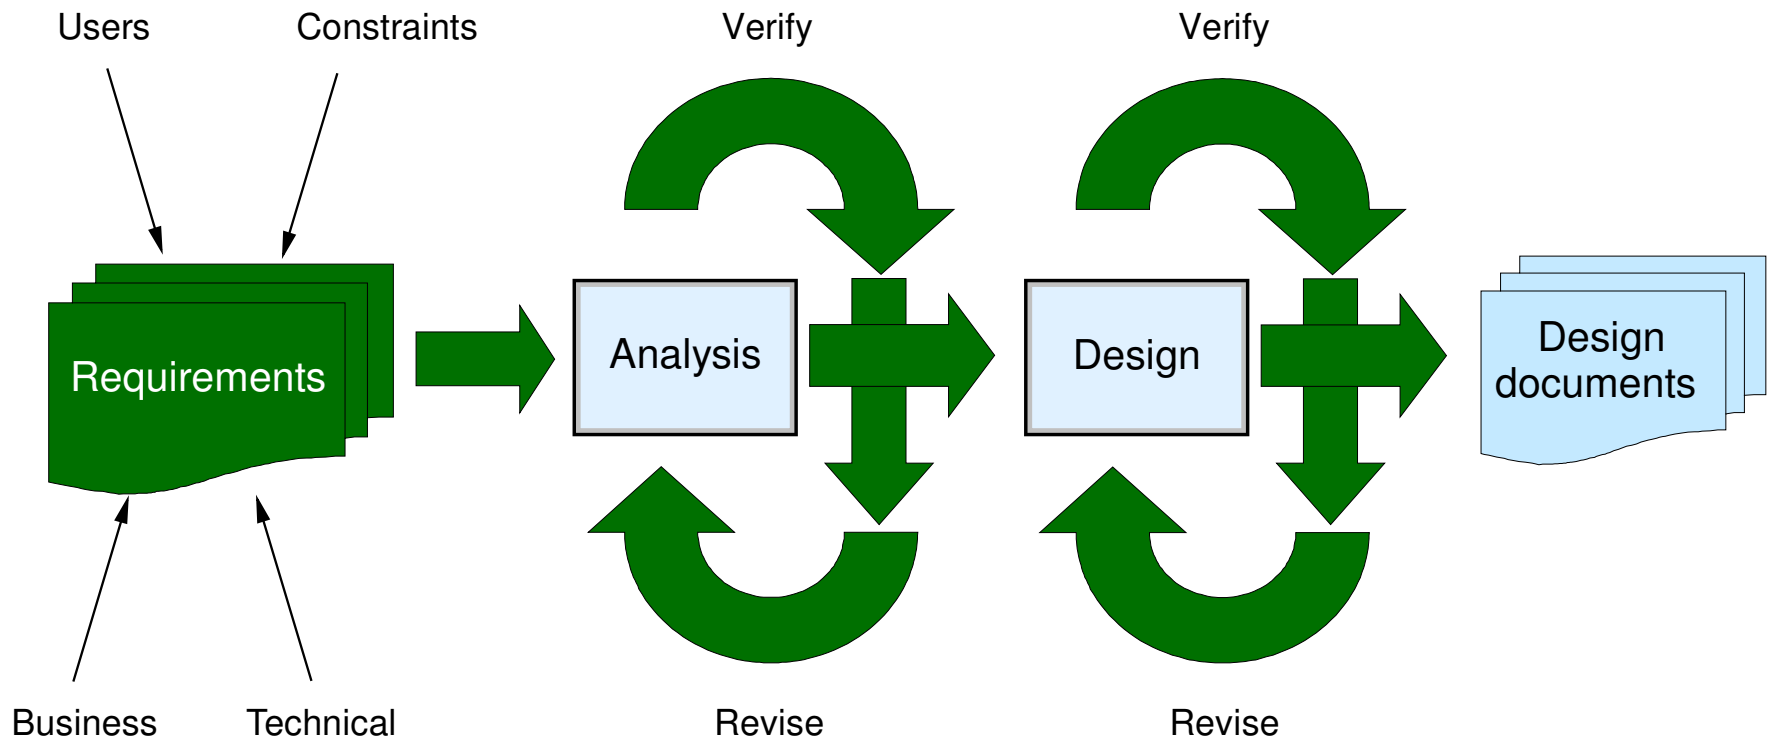 Users
Constraints
Verify
Verify
Requirements
Analysis
Design
Design
documents
Business
Technical
Revise
Revise